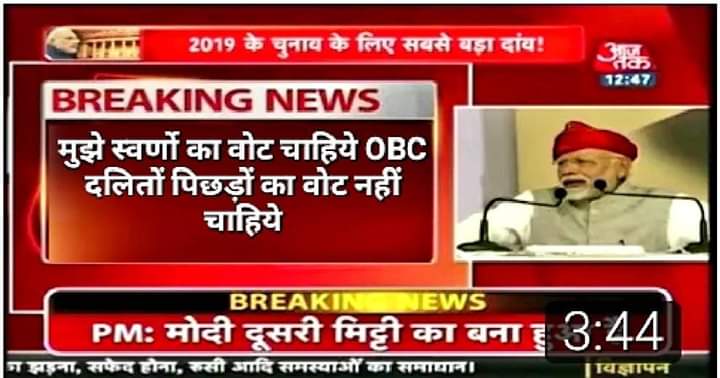 2019 के चुनाव के लिए सबसे बड़ा दांव!
आज तक
12:47
BREAKING NEWS
मुझे स्वर्णो का वोट चाहिये OBC
दलितों पिछड़ों का वोट नहीं
चाहिये
BREAKIN NEWS
PM: मोदी दूसरी मिट्टी का बना
3:44
झड़ना, सफेद होना, रुसी आदि समस्याओं का समाधान।
विज्ञापन